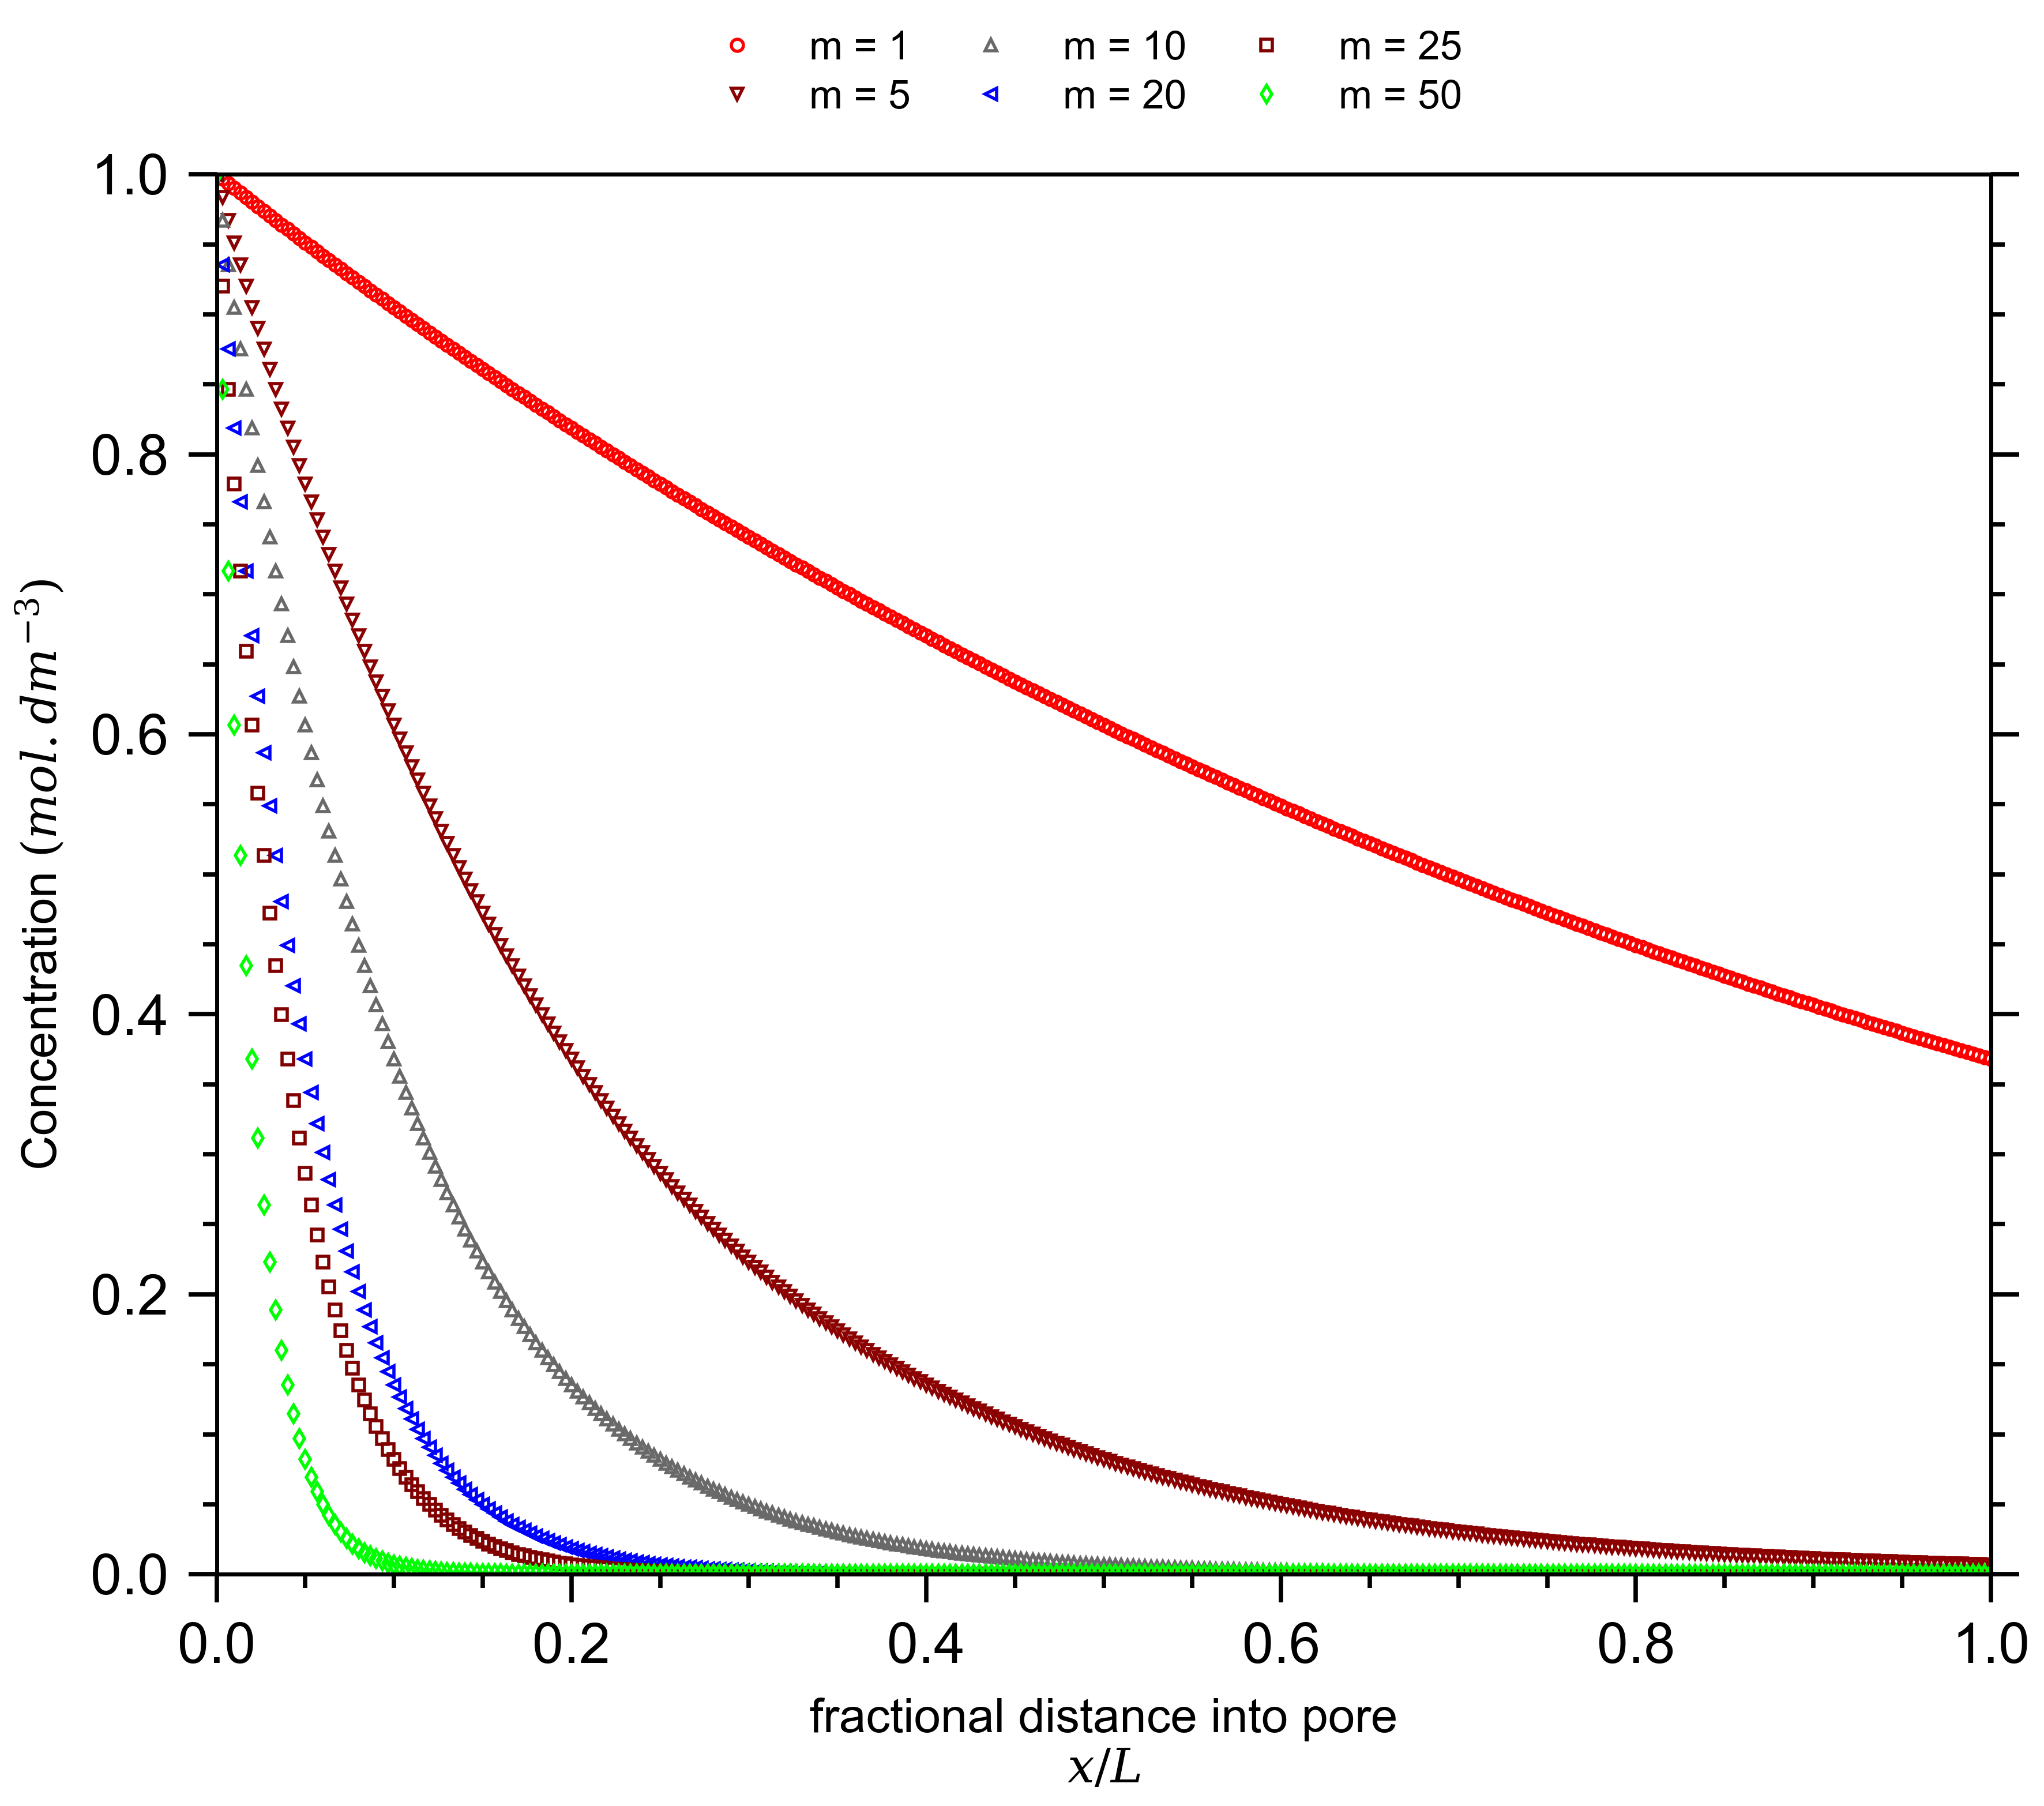 m = 1 m = 10 m = 25
m = 5 m = 20 m = 50
1.0
0.8
0.6
0.4
0.2
0.0
Concentration (mol. dm⁻³)
0.0 0.2 0.4 0.6 0.8 1.0
fractional distance into pore
x/L